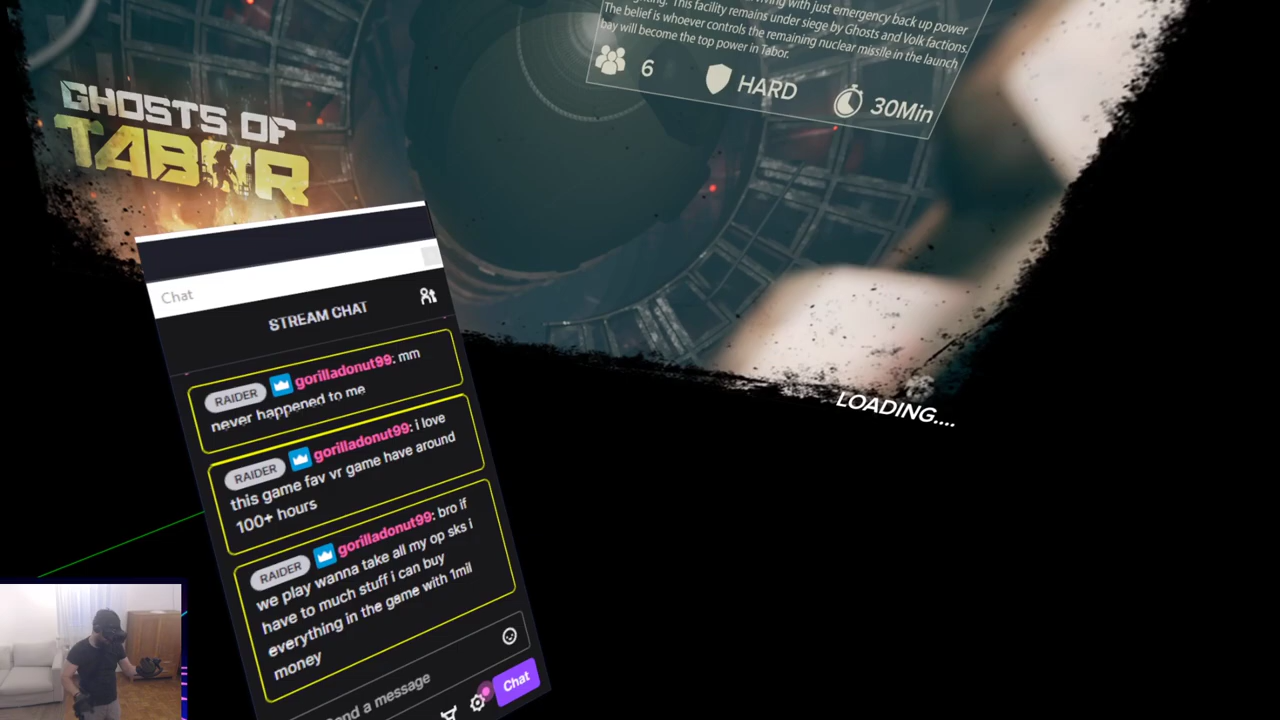 with just emergency back up power
This facility remains under siege by Ghosts and Volk factions.
The belief is whoever controls the remaining nuclear missile in the launch
bay will become the top power in Tabor.
6
HARD
30Min
GHOSTS OF
TABOR
Chat
STREAM CHAT
RAIDER gorilladonut99: mm
never happened to me
RAIDER gorilladonut99: i love
this game fav vr game have around
100+ hours
RAIDER gorilladonut99: bro if
we play wanna take all my op sks i
have to much stuff i can buy
everything in the game with 1mil
money
a message
Chat
LOADING....